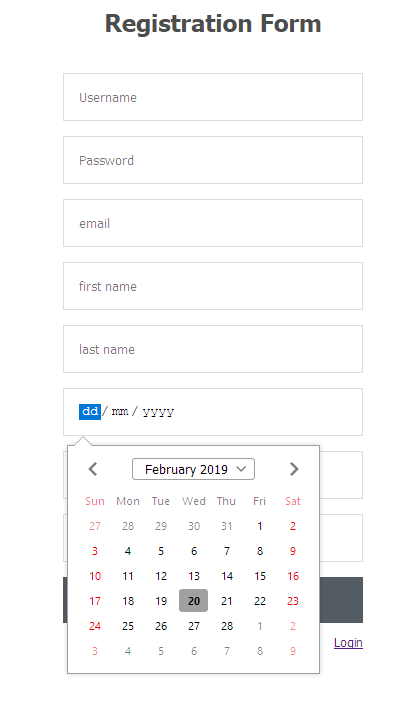 Registration Form
Username
Password
email
first name
last name
dd / mm / yyyy
February 2019
Sun Mon Tue Wed Thu Fri Sat
27 28 29 30 31 1 2
3 4 5 6 7 8 9
10 11 12 13 14 15 16
17 18 19 20 21 22 23
24 25 26 27 28 1 2
3 4 5 6 7 8 9
Login